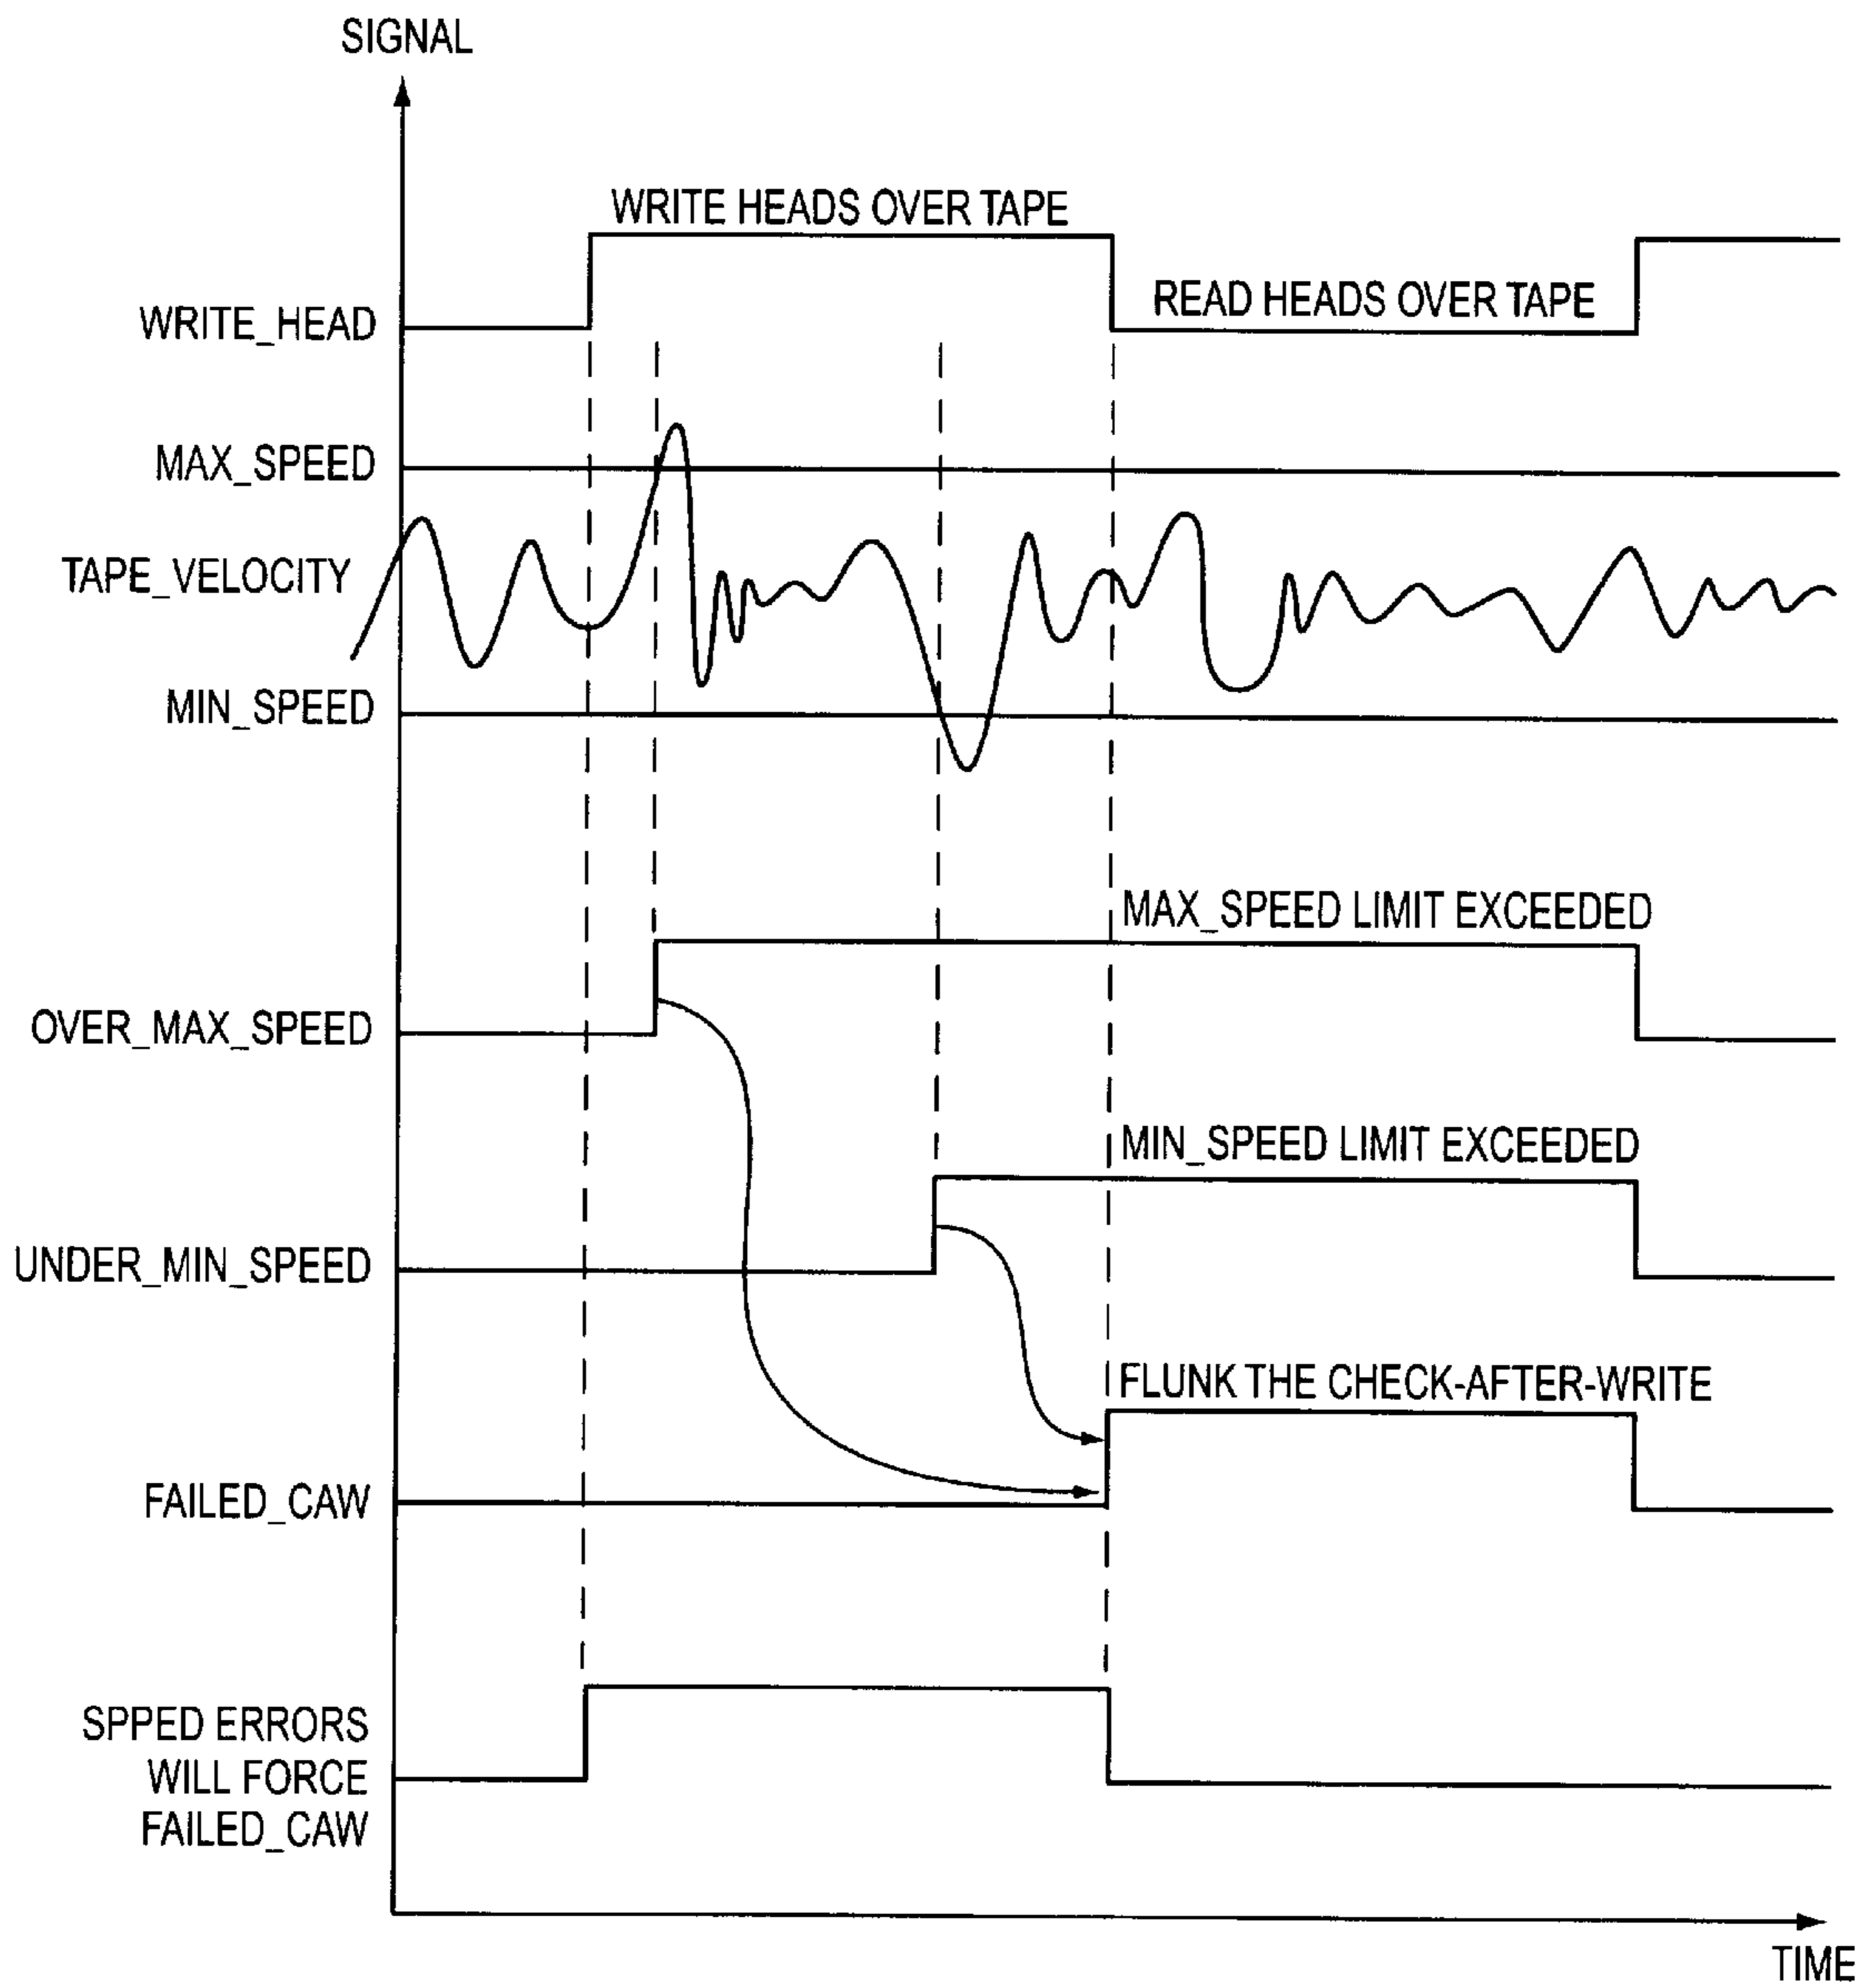 SIGNAL
WRITE HEADS OVER TAPE
READ HEADS OVER TAPE
WRITE_HEAD
MAX_SPEED
TAPE_VELOCITY
MIN_SPEED
MAX_SPEED LIMIT EXCEEDED
OVER_MAX_SPEED
MIN_SPEED LIMIT EXCEEDED
UNDER_MIN_SPEED
FLUNK THE CHECK-AFTER-WRITE
FAILED_CAW
SPPED ERRORS
WILL FORCE
FAILED_CAW
TIME